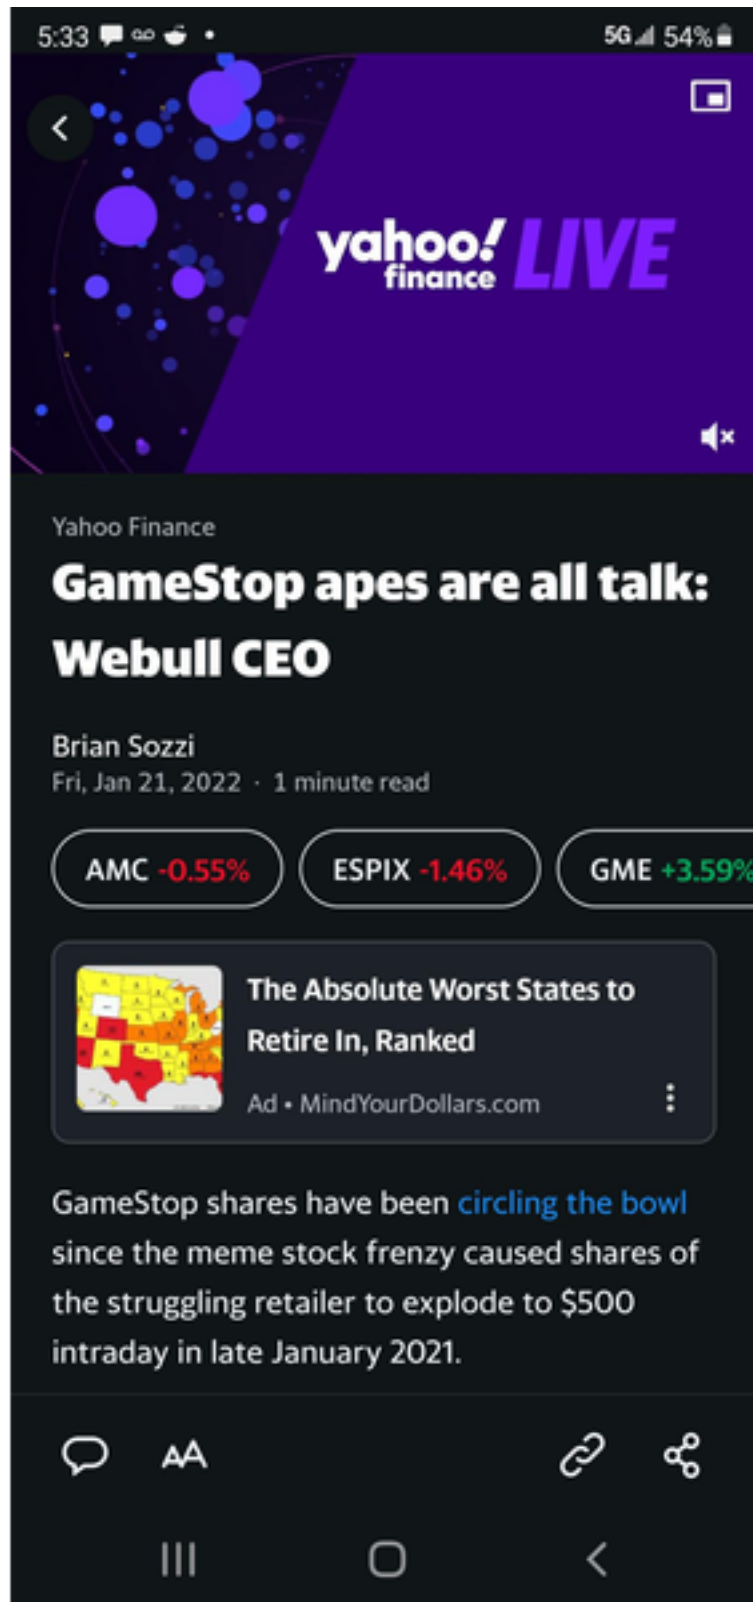 5:33
5G 54%
yahoo!
finance LIVE
Yahoo Finance
GameStop apes are all talk:
Webull CEO
Brian Sozzi
Fri, Jan 21, 2022 · 1 minute read
AMC -0.55% ESPIX -1.46% GME +3.59%
The Absolute Worst States to
Retire In, Ranked
Ad • MindYourDollars.com
GameStop shares have been circling the bowl
since the meme stock frenzy caused shares of
the struggling retailer to explode to $500
intraday in late January 2021.
AA